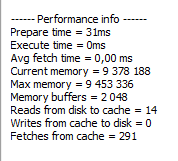 ------ Performance info ------
Prepare time = 31ms
Execute time = 0ms
Avg fetch time = 0,00 ms
Current memory = 9 378 188
Max memory = 9 453 336
Memory buffers = 2 048
Reads from disk to cache = 14
Writes from cache to disk = 0
Fetches from cache = 291